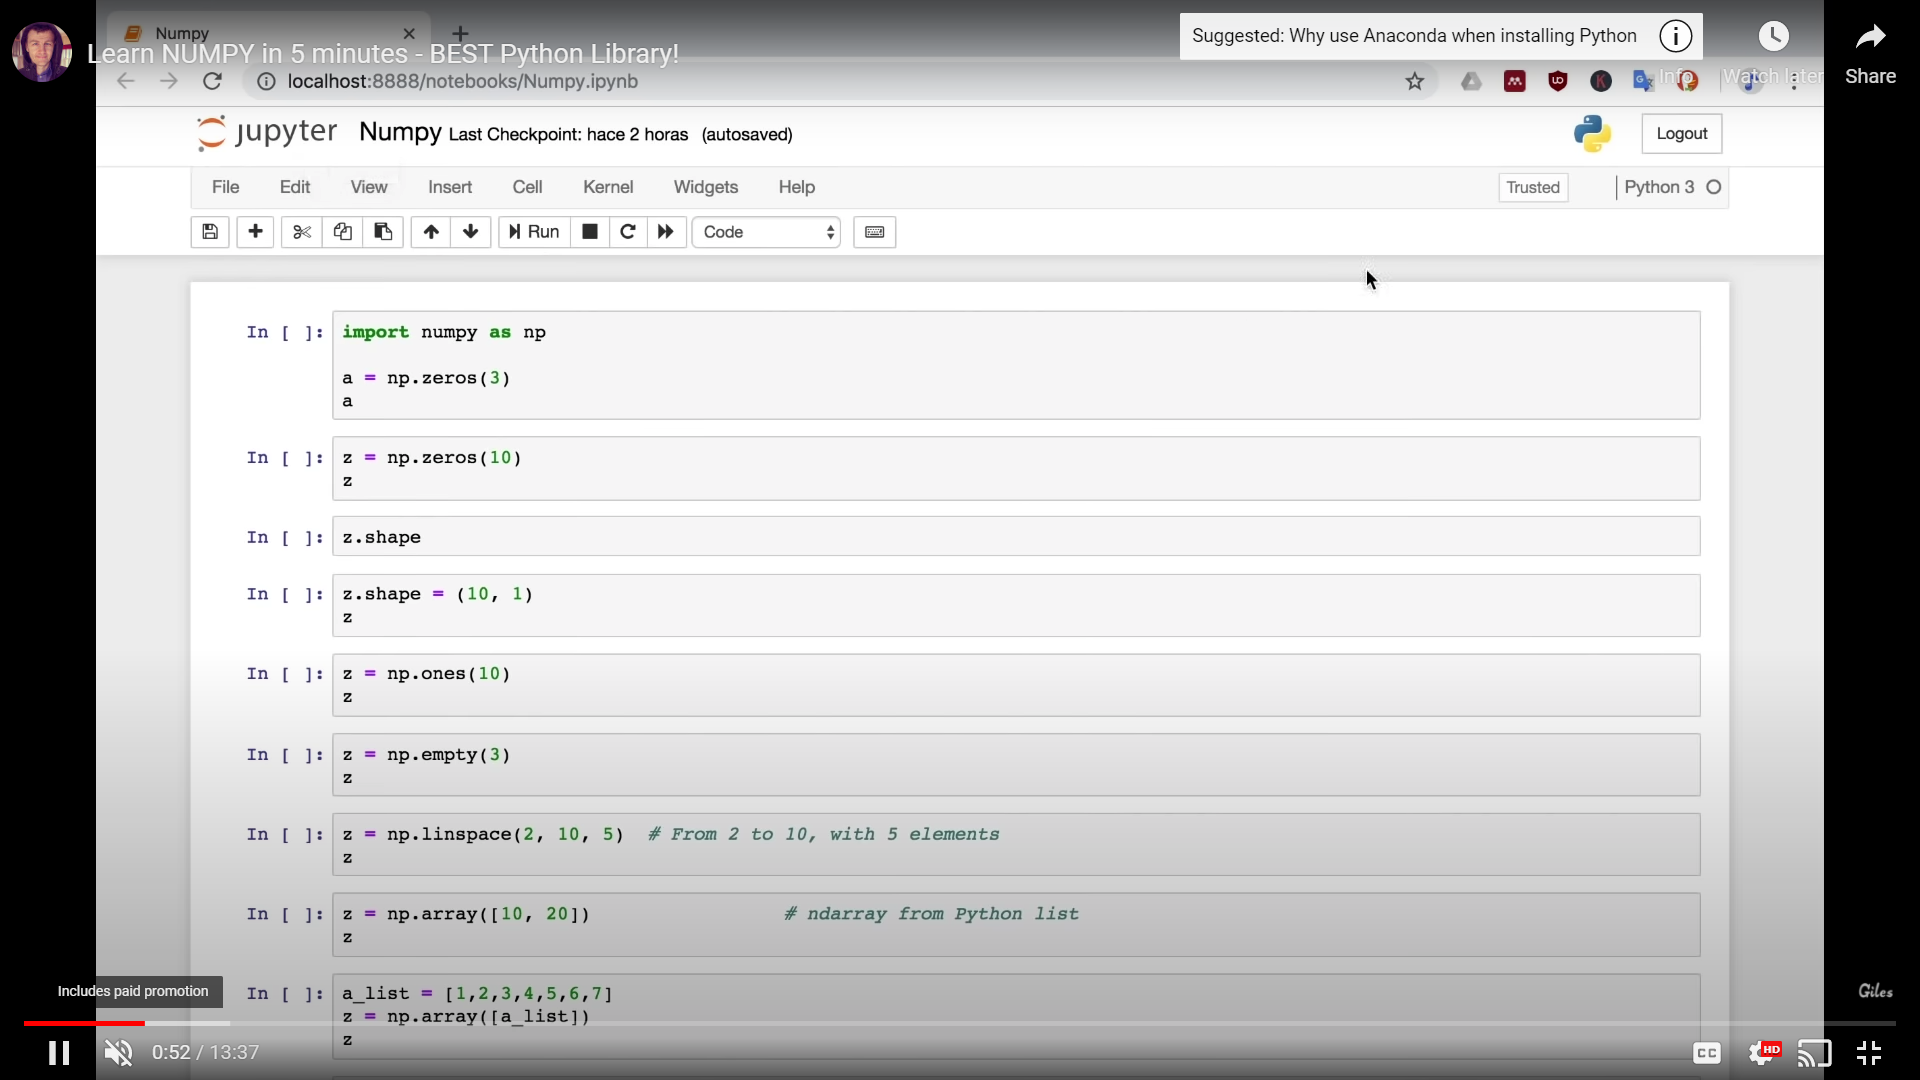 Numpy
Learn NUMPY in 5 minutes - BEST Python Library!
Suggested: Why use Anaconda when installing Python
Info
Watch later
Share
localhost:8888/notebooks/Numpy.ipynb
jupyter Numpy Last Checkpoint: hace 2 horas (autosaved)
Logout
File Edit View Insert Cell Kernel Widgets Help
Trusted
Python 3
Run
Code
In [ ]: import numpy as np
a = np.zeros(3)
a
In [ ]: z = np.zeros(10)
z
In [ ]: z.shape
In [ ]: z.shape = (10, 1)
z
In [ ]: z = np.ones(10)
z
In [ ]: z = np.empty(3)
z
In [ ]: z = np.linspace(2, 10, 5) # From 2 to 10, with 5 elements
z
In [ ]: z = np.array([10, 20]) # ndarray from Python list
z
In [ ]: a_list = [1,2,3,4,5,6,7]
z = np.array([a_list])
z
Includes paid promotion
Giles
0:52 / 13:37
CC
HD